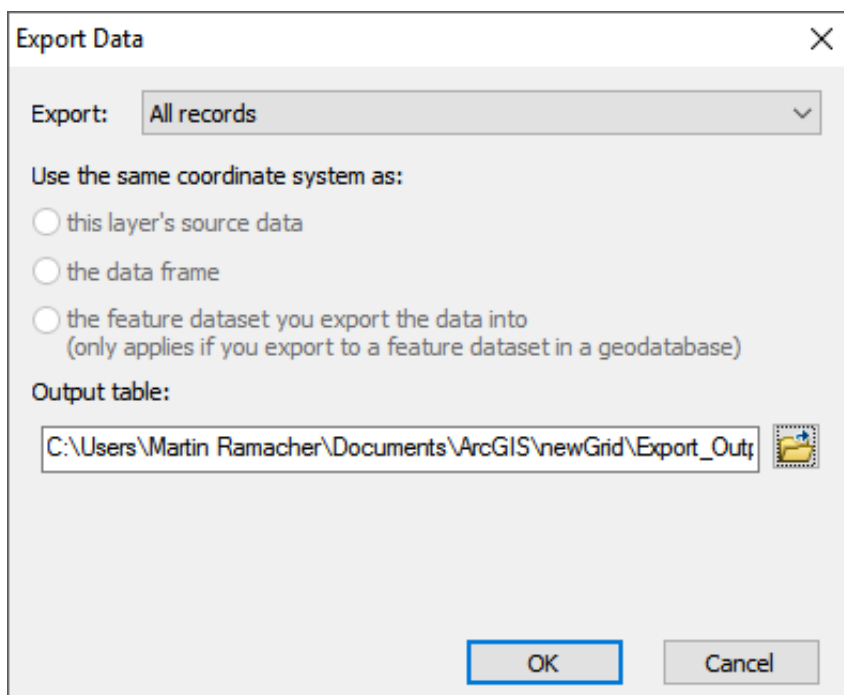 Export Data
Export: All records
Use the same coordinate system as:
this layer's source data
the data frame
the feature dataset you export the data into
(only applies if you export to a feature dataset in a geodatabase)
Output table:
C:\Users\Martin Ramacher\Documents\ArcGIS\newGrid\Export_Outp
OK Cancel